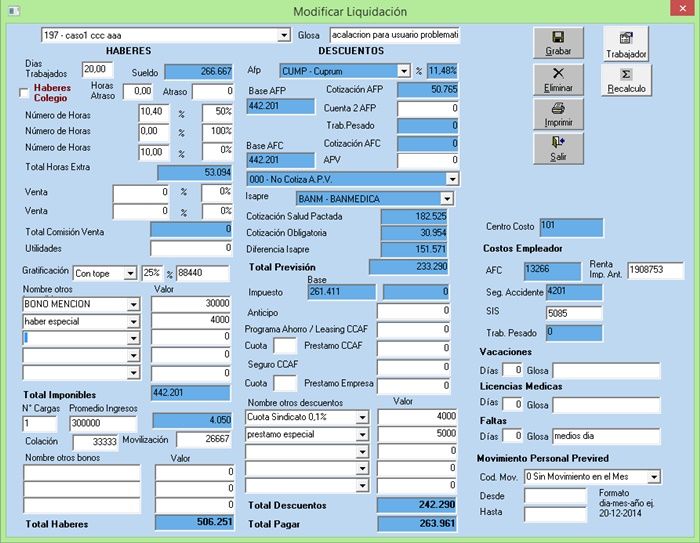 Modificar Liquidación
197 - caso1 ccc aaa Glosa acalacion para usuario problemati
HABERES
Días Trabajados 20,00 Sueldo 266.667
Haberes Colegio Horas Atraso 0,00 Atraso 0
Número de Horas 10,40 % 50%
Número de Horas 0,00 % 100%
Número de Horas 10,00 % 0%
Total Horas Extra 53.094
Venta 0 % 0%
Venta 0 % 0%
Total Comisión Venta 0
Utilidades 0
Gratificación Con tope 25% % 88440
Nombre otros Valor
BONO MENCION 30000
haber especial 4000
0
0
0
Total Imponibles 442.201
N° Cargas Promedio Ingresos
1 300000 4.050
Colación 33333 Movilización 26667
Nombre otros bonos Valor
0
0
0
Total Haberes 506.251
DESCUENTOS
Afp CUMP - Cuprum % 11,48%
Base AFP Cotización AFP 50.765
442.201 Cuenta 2 AFP 0
Trab.Pesado 0
Base AFC Cotización AFC 0
442.201 APV 0
000 - No Cotiza A.P.V.
Isapre BANM - BANMEDICA
Cotización Salud Pactada 182.525
Cotización Obligatoria 30.954
Diferencia Isapre 151.571
Total Previsión 233.290
Base
Impuesto 261.411 0
Anticipo 0
Programa Ahorro / Leasing CCAF 0
Cuota Prestamo CCAF 0
Seguro CCAF 0
Cuota Prestamo Empresa 0
Nombre otros descuentos Valor
Cuota Sindicato 0,1% 4000
prestamo especial 5000
0
0
0
Total Descuentos 242.290
Total Pagar 263.961
Grabar
Eliminar
Imprimir
Salir
Trabajador
Recalculo
Centro Costo 101
Costos Empleador
AFC 13266 Renta Imp. Ant. 1908753
Seg. Accidente 4201
SIS 5085
Trab. Pesado 0
Vacaciones
Días 0 Glosa
Licencias Medicas
Días 0 Glosa
Faltas
Días 0 Glosa medios dia
Movimiento Personal Previred
Cod. Mov. 0 Sin Movimiento en el Mes
Desde
Hasta
Formato
dia-mes-año ej.
20-12-2014